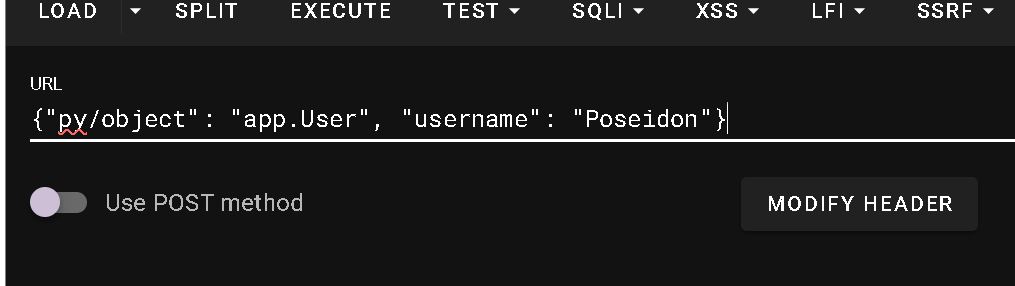 LOAD SPLIT EXECUTE TEST SQLI XSS LFI SSRF
URL
{"py/object": "app.User", "username": "Poseidon"}
Use POST method MODIFY HEADER